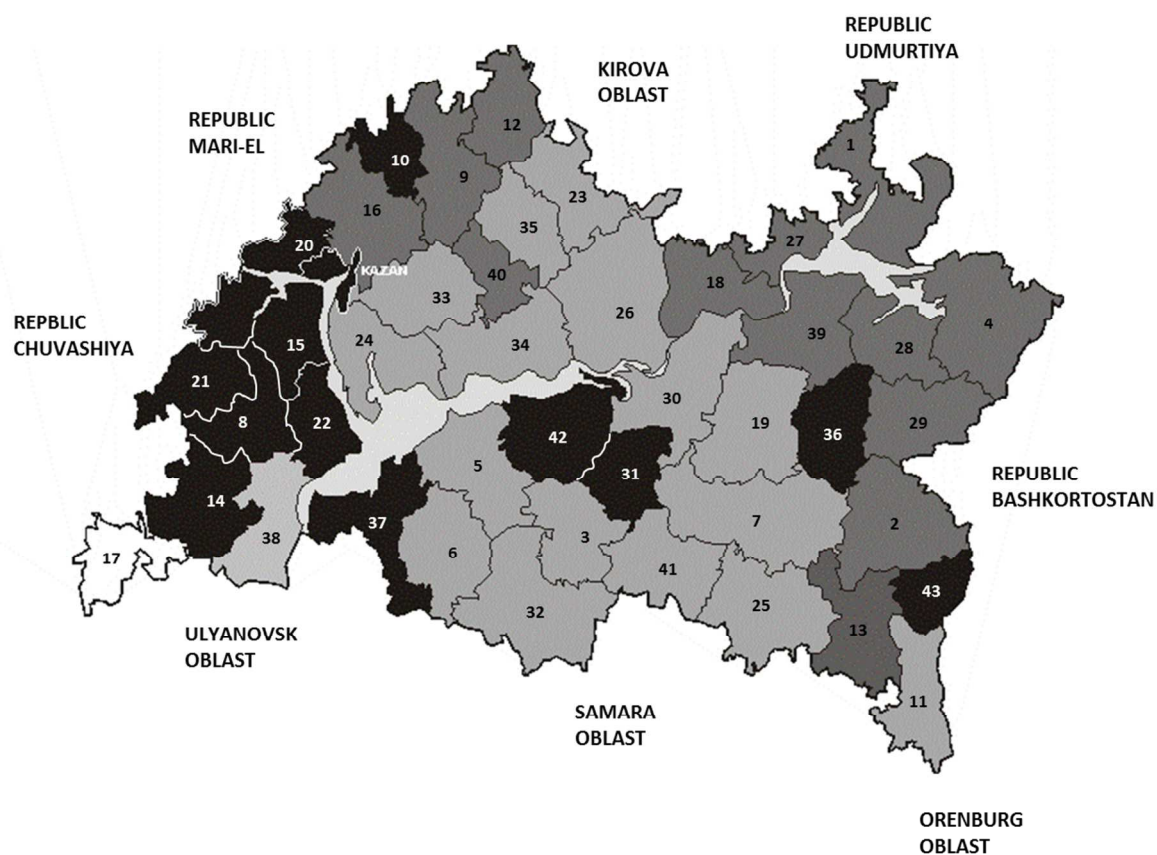 REPUBLIC
UDMURTIYA
KIROVA
OBLAST
REPUBLIC
MARI-EL
12
1
10
9
23
16
35
20
27
KAZAN
40
18
33
26
4
REPBLIC
CHUVASHIYA
24
15
34
39
28
21
30
8
22
19
29
42
36
5
31
REPUBLIC
BASHKORTOSTAN
14
37
7
2
38
3
17
6
41
43
25
32
13
ULYANOVSK
OBLAST
11
SAMARA
OBLAST
ORENBURG
OBLAST